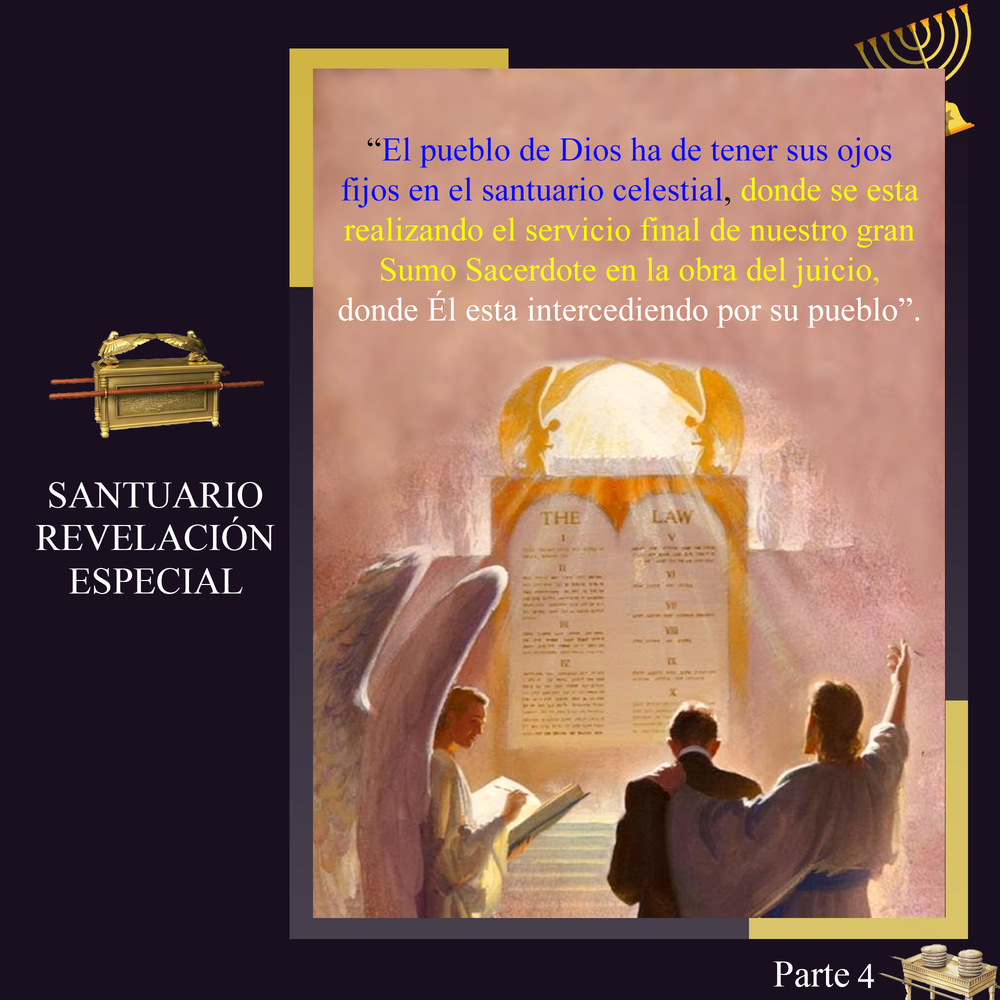 “El pueblo de Dios ha de tener sus ojos
fijos en el santuario celestial, donde se esta
realizando el servicio final de nuestro gran
Sumo Sacerdote en la obra del juicio,
donde Él esta intercediendo por su pueblo”.
SANTUARIO
REVELACIÓN
ESPECIAL
THE LAW
I
II
III
IV
V
VI
VII
VIII
IX
X
Parte 4